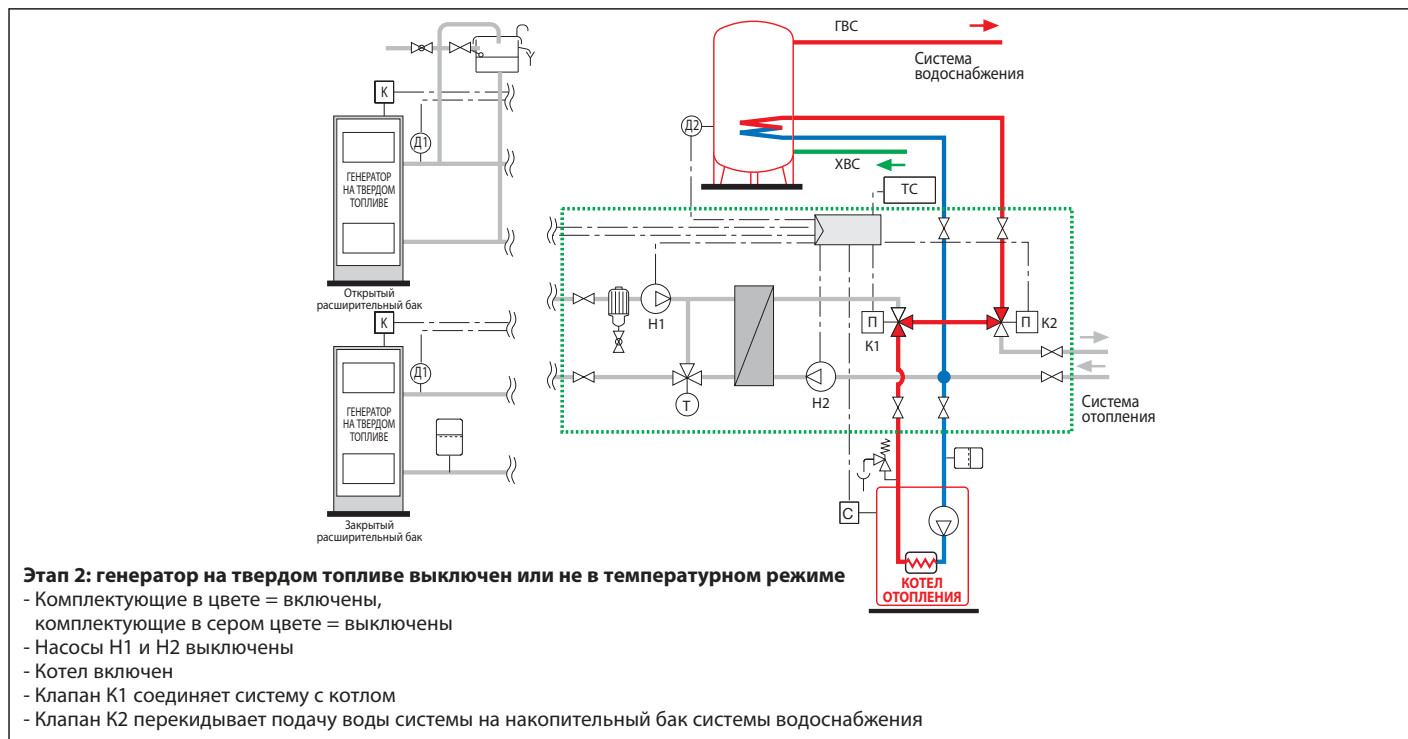 ГВС
Система
водоснабжения
К
Д1
Д2
ГЕНЕРАТОР
НА ТВЕРДОМ
ТОПЛИВЕ
ХВС
ТС
Открытый
расширительный бак
К
Н1
П
К1
П
К2
Д1
ГЕНЕРАТОР
НА ТВЕРДОМ
ТОПЛИВЕ
Т
Н2
Система
отопления
С
Закрытый
расширительный бак
КОТЕЛ
ОТОПЛЕНИЯ
Этап 2: генератор на твердом топливе выключен или не в температурном режиме
- Комплектующие в цвете = включены,
комплектующие в сером цвете = выключены
- Насосы Н1 и Н2 выключены
- Котел включен
- Клапан К1 соединяет систему с котлом
- Клапан К2 перекидывает подачу воды системы на накопительный бак системы водоснабжения